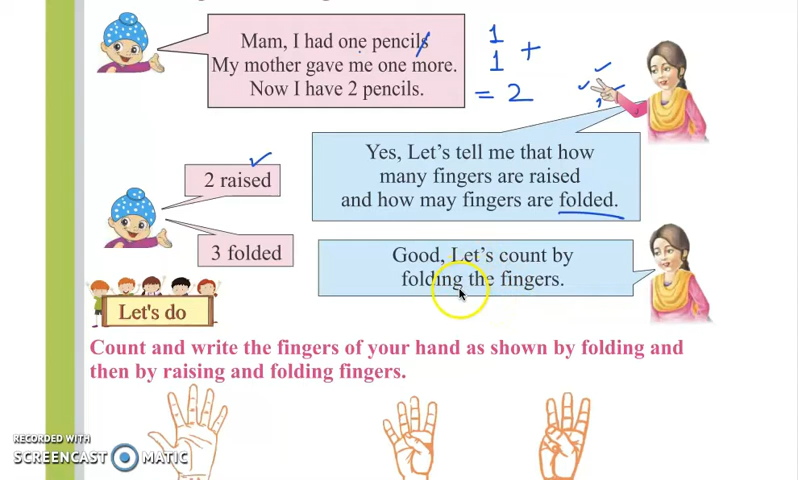 Mam, I had one pencils
My mother gave me one more.
Now I have 2 pencils.
1
1 +
= 2
Yes, Let's tell me that how
many fingers are raised
and how may fingers are folded.
2 raised
3 folded
Good, Let's count by
folding the fingers.
Let's do
Count and write the fingers of your hand as shown by folding and
then by raising and folding fingers.
RECORDED WITH
SCREENCAST MATIC